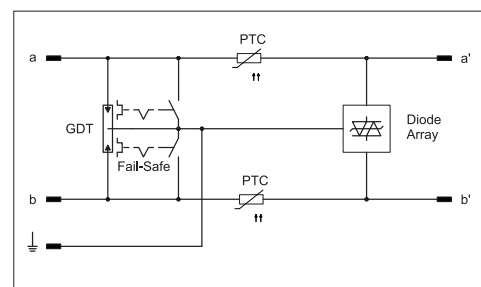 PTC
a
a'
GDT
Diode
Array
Fail-Safe
PTC
b
b'